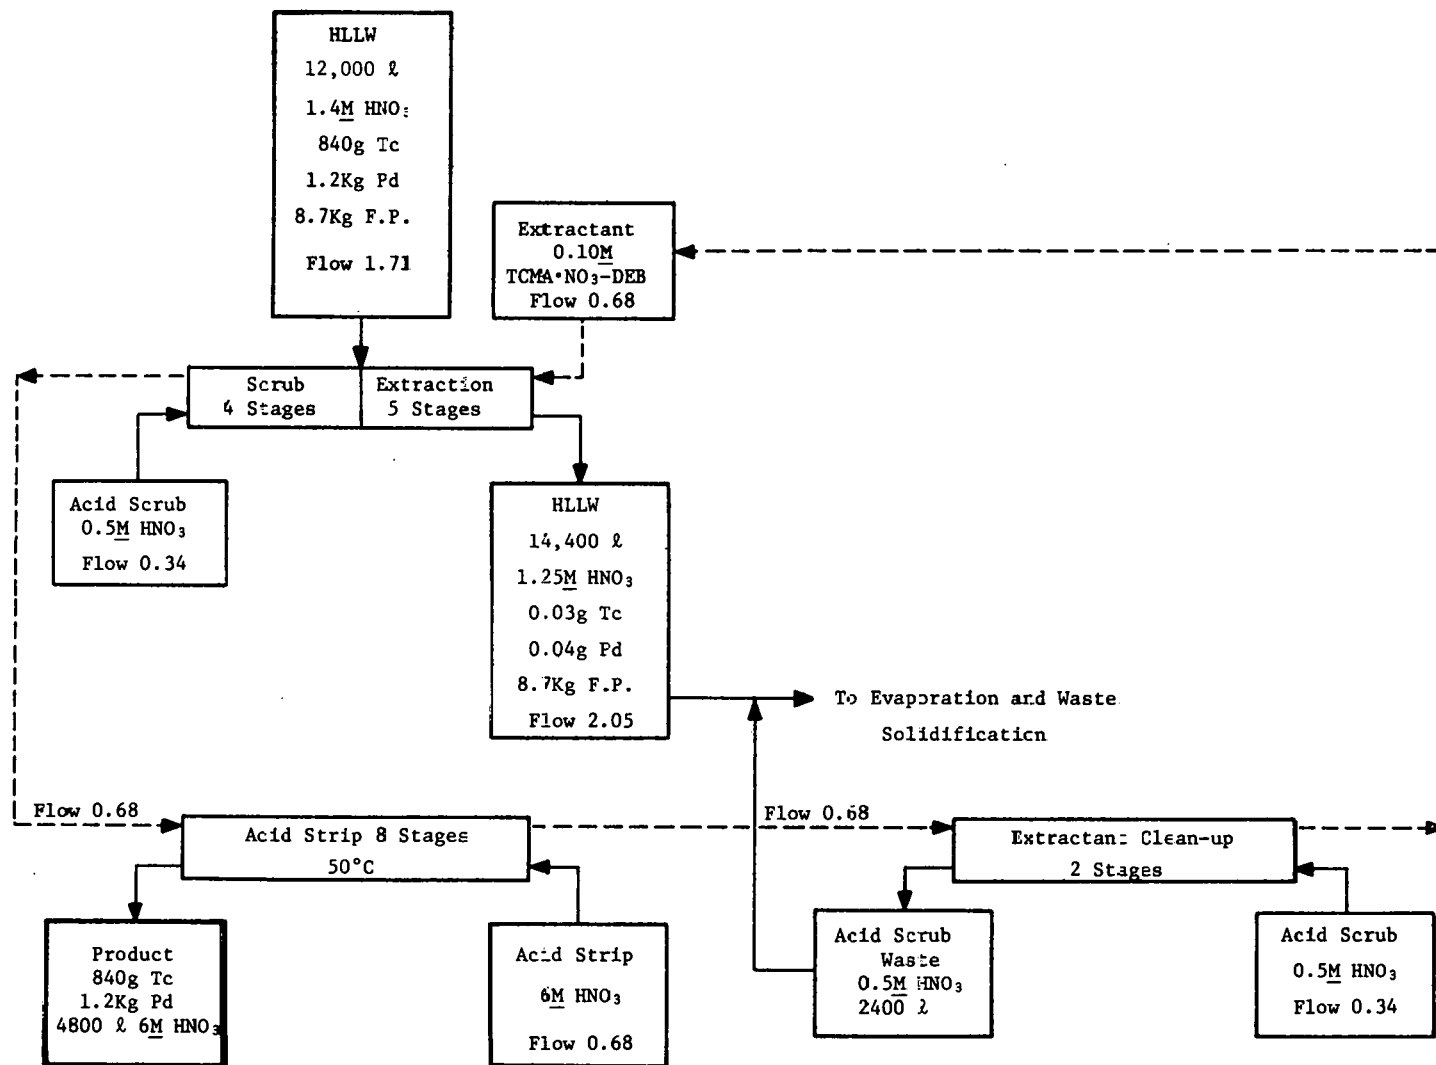 HLLW
12,000 ℓ
1.4M HNO₃
840g Tc
1.2Kg Pd
8.7Kg F.P.
Flow 1.71
Extractant
0.10M
TCMA•NO₃-DEB
Flow 0.68
Scrub
4 Stages
Extraction
5 Stages
Acid Scrub
0.5M HNO₃
Flow 0.34
HLLW
14,400 ℓ
1.25M HNO₃
0.03g Tc
0.04g Pd
8.7Kg F.P.
Flow 2.05
To Evaporation and Waste
Solidification
Flow 0.68
Acid Strip 8 Stages
50°C
Flow 0.68
Extractant Clean-up
2 Stages
Product
840g Tc
1.2Kg Pd
4800 ℓ 6M HNO₃
Acid Strip
6M HNO₃
Flow 0.68
Acid Scrub
Waste
0.5M HNO₃
2400 ℓ
Acid Scrub
0.5M HNO₃
Flow 0.34